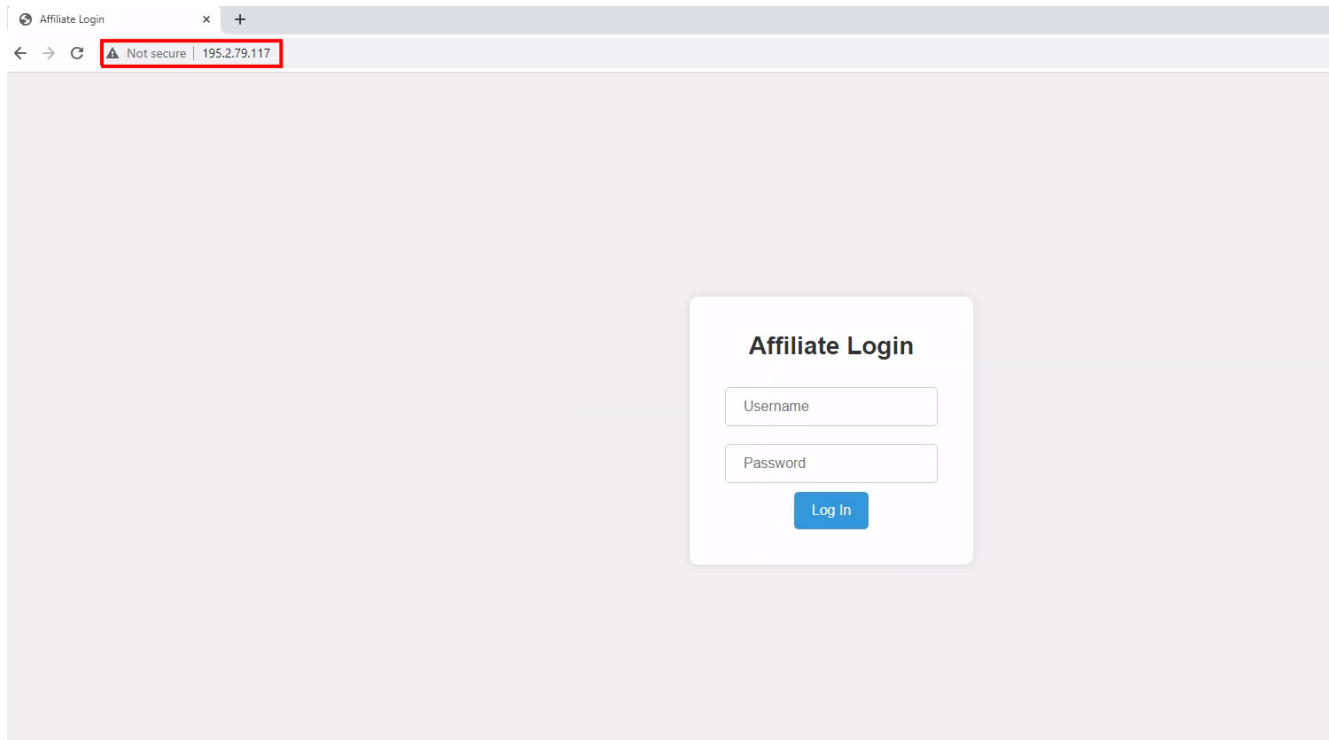 Affiliate Login
Not secure | 195.2.79.117
Affiliate Login
Username
Password
Log In